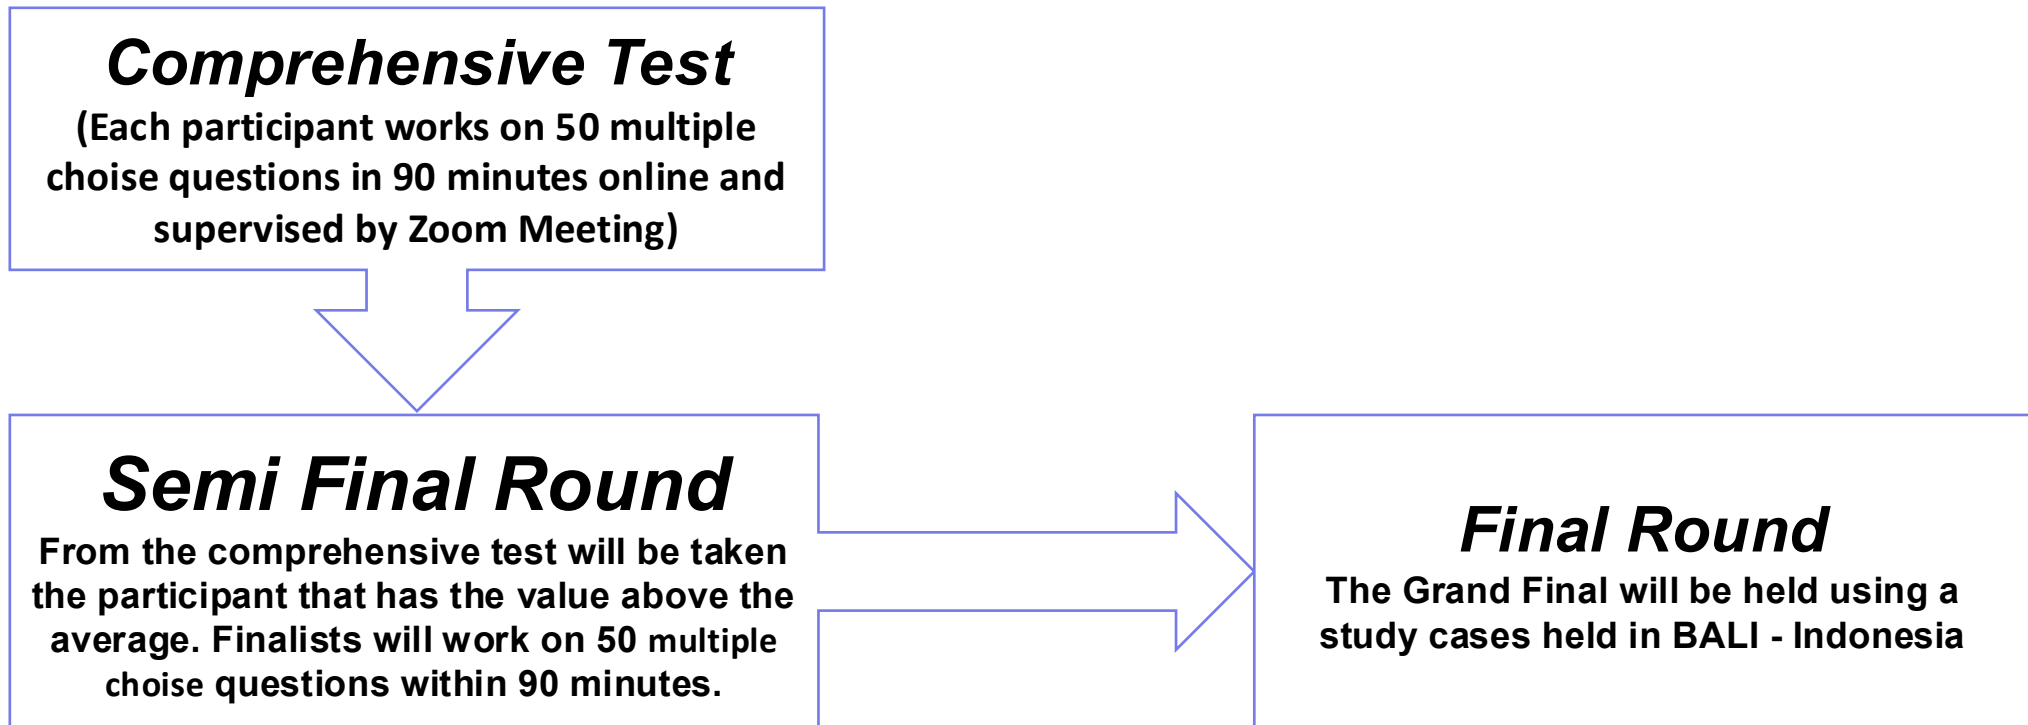 Comprehensive Test
(Each participant works on 50 multiple
choise questions in 90 minutes online and
supervised by Zoom Meeting)
Semi Final Round
From the comprehensive test will be taken
the participant that has the value above the
average. Finalists will work on 50 multiple
choise questions within 90 minutes.
Final Round
The Grand Final will be held using a
study cases held in BALI - Indonesia